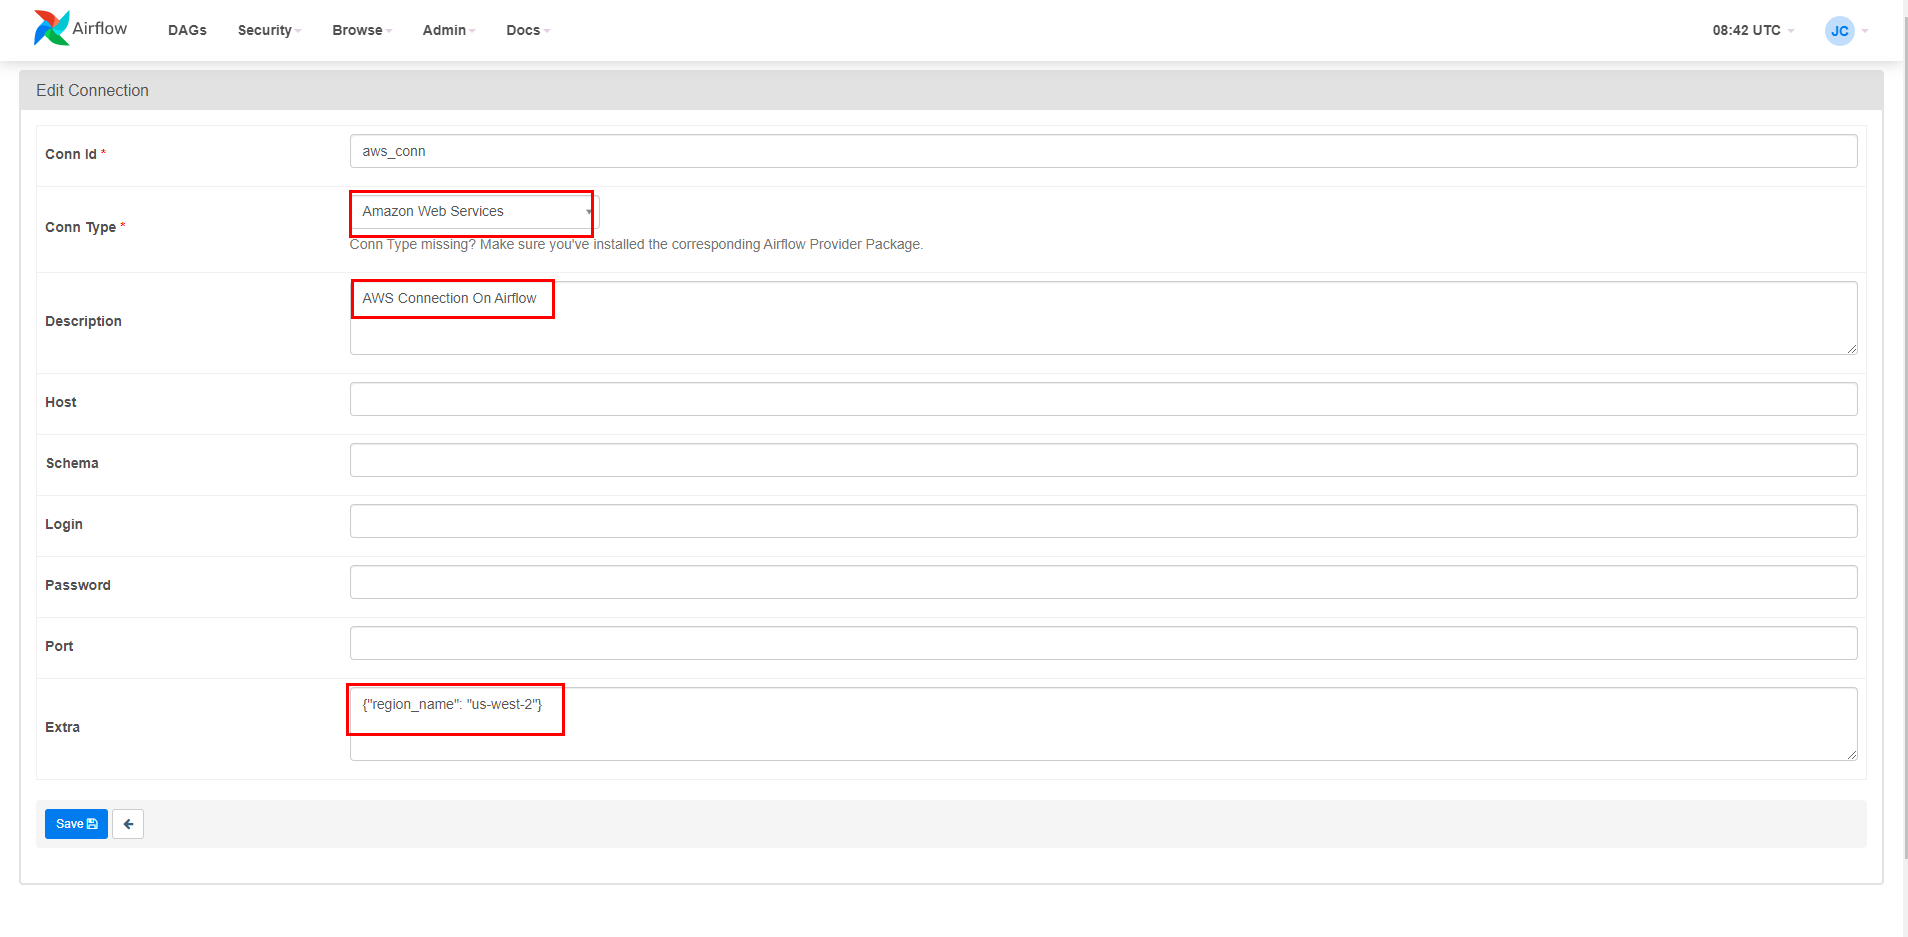 Airflow DAGs Security Browse Admin Docs 08:42 UTC JC
Edit Connection
Conn Id * aws_conn
Conn Type * Amazon Web Services
Conn Type missing? Make sure you've installed the corresponding Airflow Provider Package.
Description AWS Connection On Airflow
Host
Schema
Login
Password
Port
Extra {"region_name": "us-west-2"}
Save